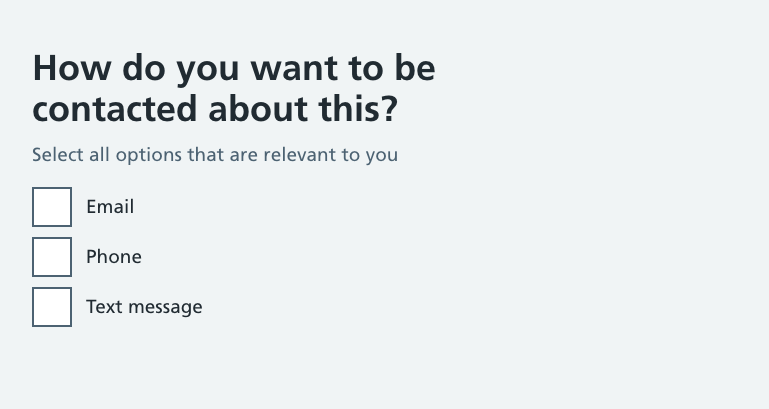 How do you want to be
contacted about this?
Select all options that are relevant to you
Email
Phone
Text message